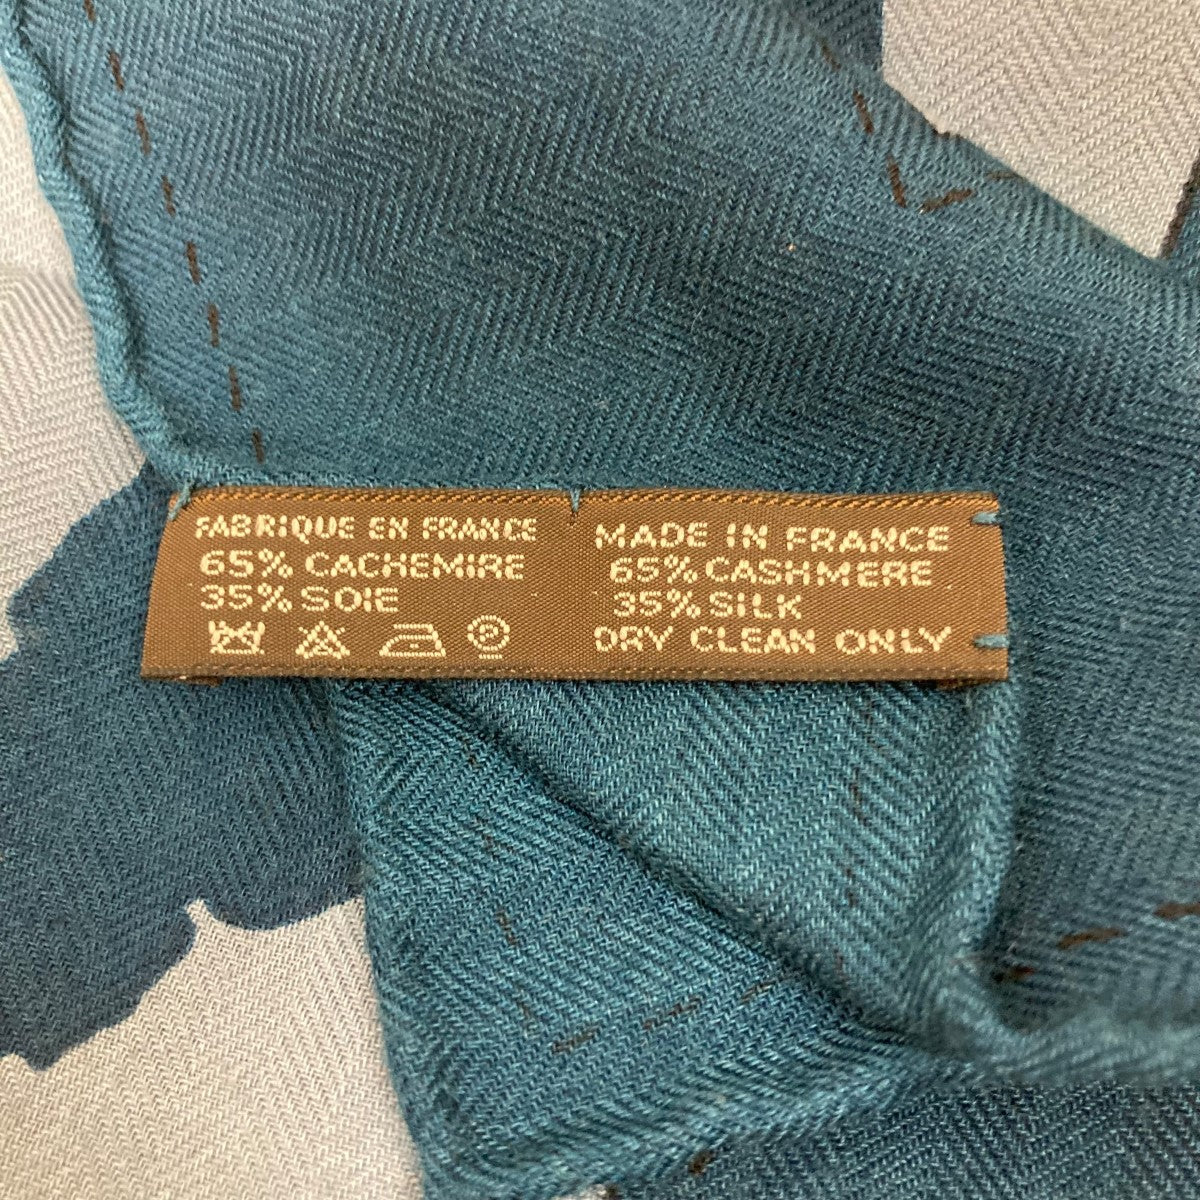 FABRIQUE EN FRANCE
65% CACHEMIRE
35% SOIE
P
MADE IN FRANCE
65% CASHMERE
35% SILK
DRY CLEAN ONLY